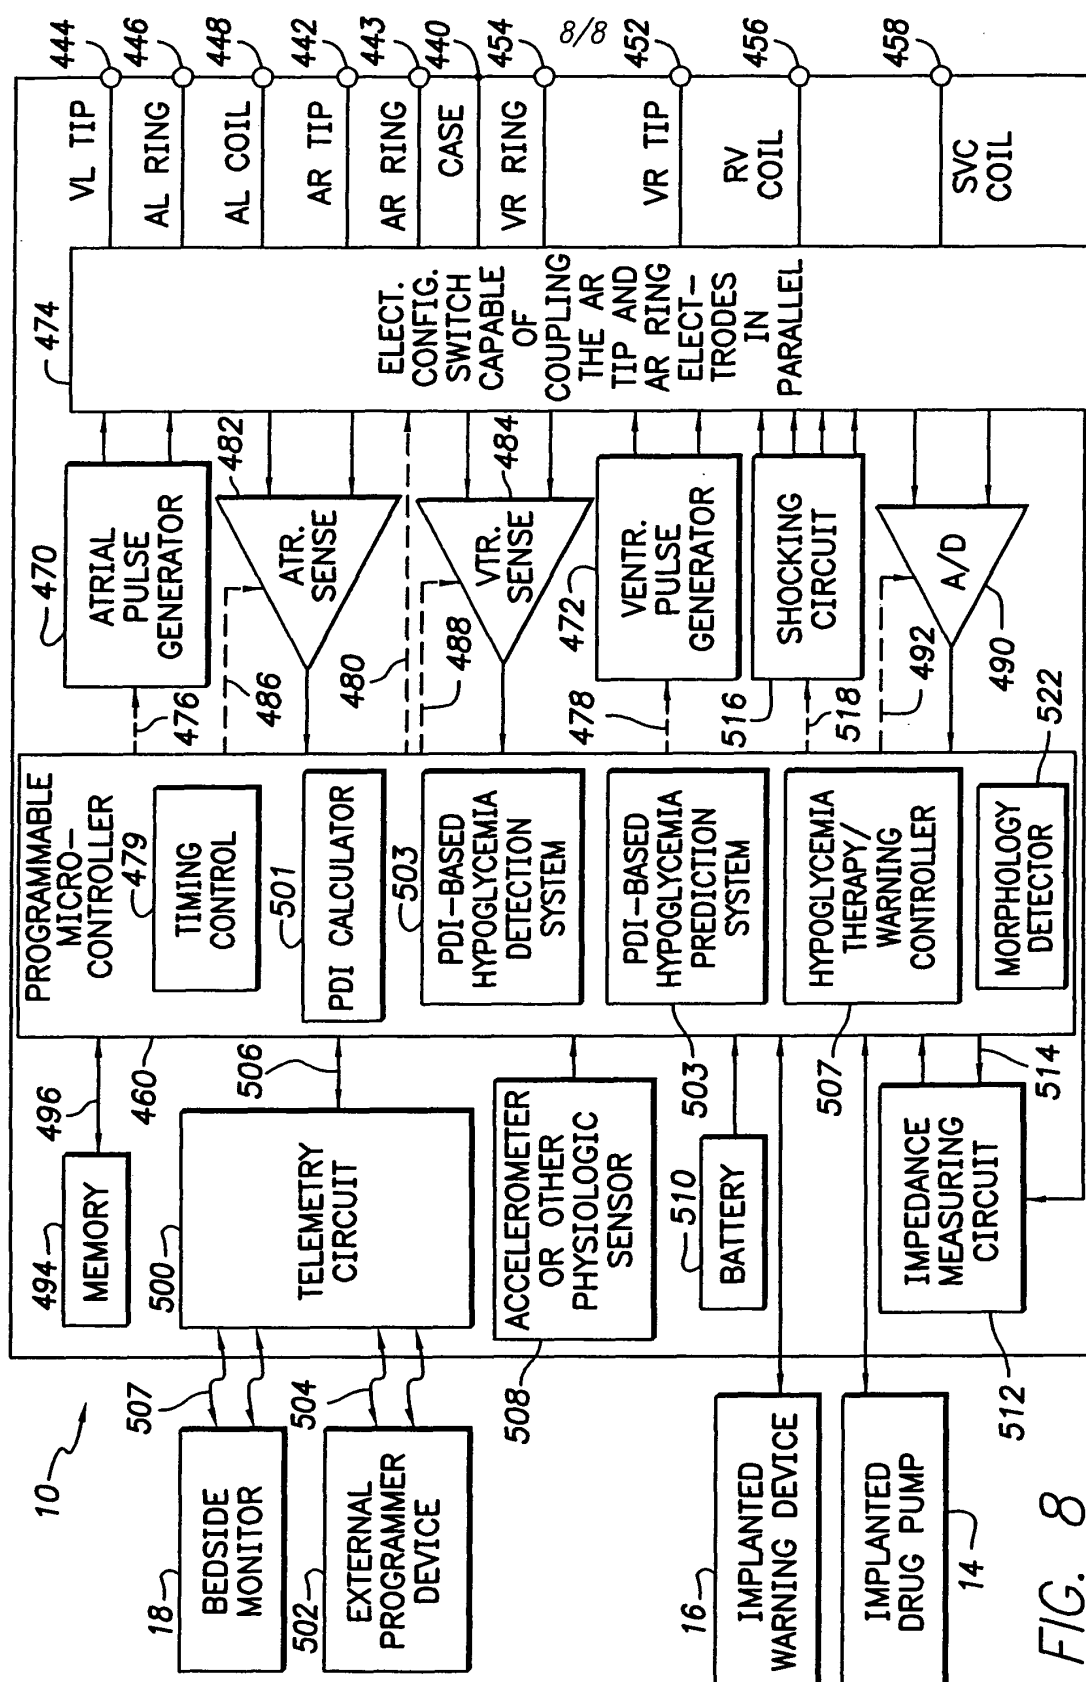 8/8
10
VL TIP
444
AL RING
446
AL COIL
448
AR TIP
442
AR RING
443
CASE
440
VR RING
454
VR TIP
452
RV
COIL
456
SVC
COIL
458
474
ELECT.
CONFIG.
SWITCH
CAPABLE
OF
COUPLING
THE AR
TIP AND
AR RING
ELECT-
TRODES
IN
PARALLEL
470
ATRIAL
PULSE
GENERATOR
476
482
ATR.
SENSE
486
480
484
VTR.
SENSE
488
472
VENTR.
PULSE
GENERATOR
478
SHOCKING
CIRCUIT
516
518
A/D
492
490
PROGRAMMABLE
MICRO-
CONTROLLER
479
TIMING
CONTROL
501
PDI CALCULATOR
503
PDI-BASED
HYPOGLYCEMIA
DETECTION
SYSTEM
PDI-BASED
HYPOGLYCEMIA
PREDICTION
SYSTEM
503
HYPOGLYCEMIA
THERAPY/
WARNING
CONTROLLER
507
MORPHOLOGY
DETECTOR
522
496
460
494
MEMORY
506
500
TELEMETRY
CIRCUIT
ACCELEROMETER
OR OTHER
PHYSIOLOGIC
SENSOR
508
510
BATTERY
514
IMPEDANCE
MEASURING
CIRCUIT
512
507
18
BEDSIDE
MONITOR
504
502
EXTERNAL
PROGRAMMER
DEVICE
16
IMPLANTED
WARNING DEVICE
IMPLANTED
DRUG PUMP
14
FIG. 8